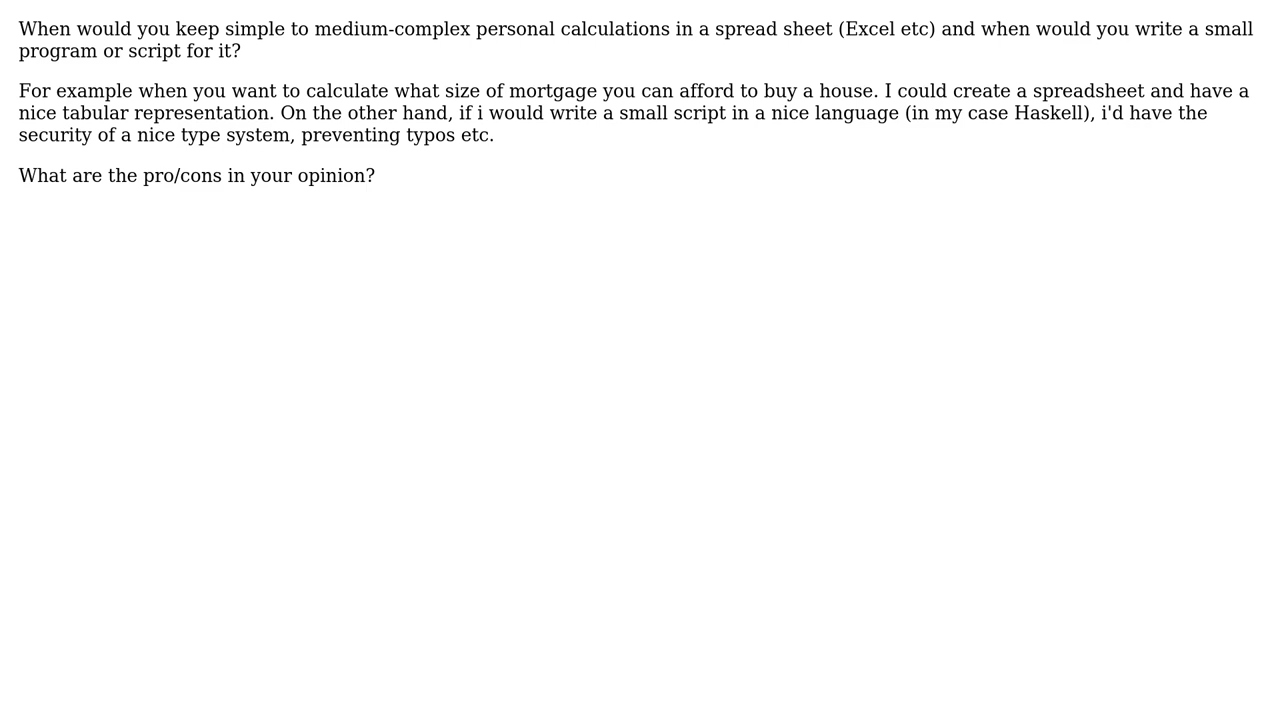 When would you keep simple to medium-complex personal calculations in a spread sheet (Excel etc) and when would you write a small
program or script for it?
For example when you want to calculate what size of mortgage you can afford to buy a house. I could create a spreadsheet and have a
nice tabular representation. On the other hand, if i would write a small script in a nice language (in my case Haskell), i'd have the
security of a nice type system, preventing typos etc.
What are the pro/cons in your opinion?